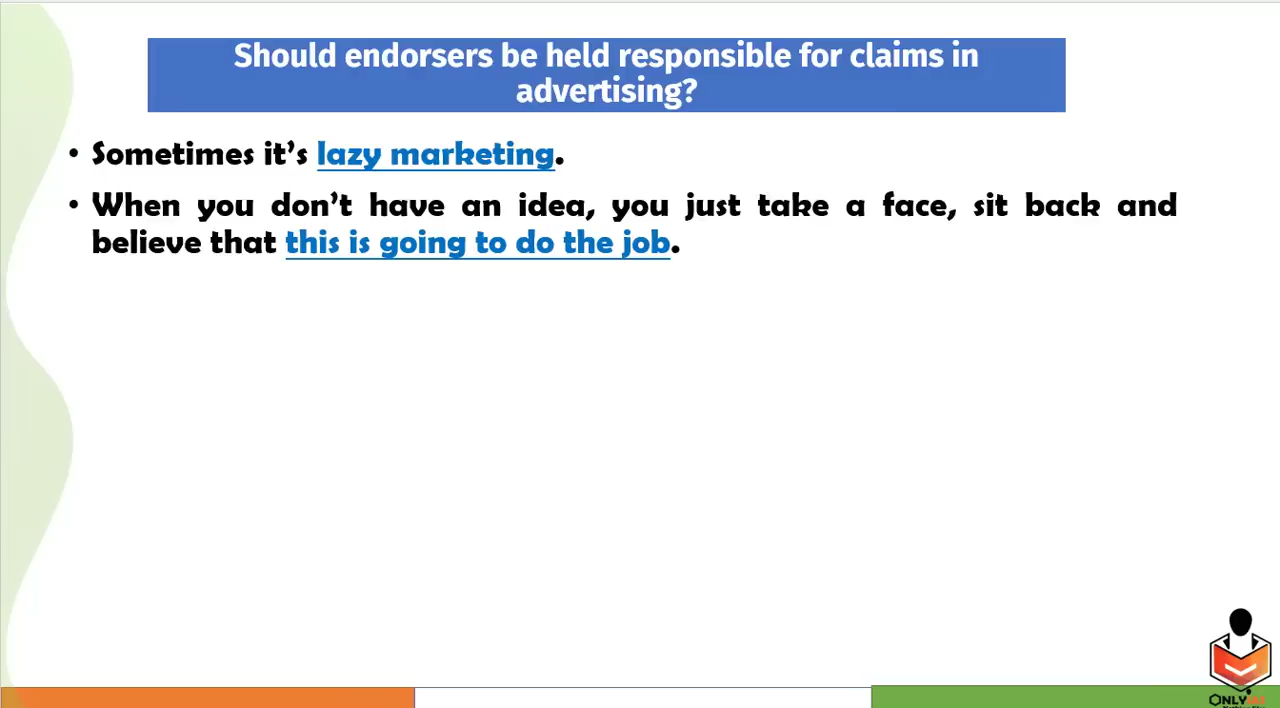 Should endorsers be held responsible for claims in
advertising?
• Sometimes it’s lazy marketing.
• When you don’t have an idea, you just take a face, sit back and
believe that this is going to do the job.
ONLYIAS